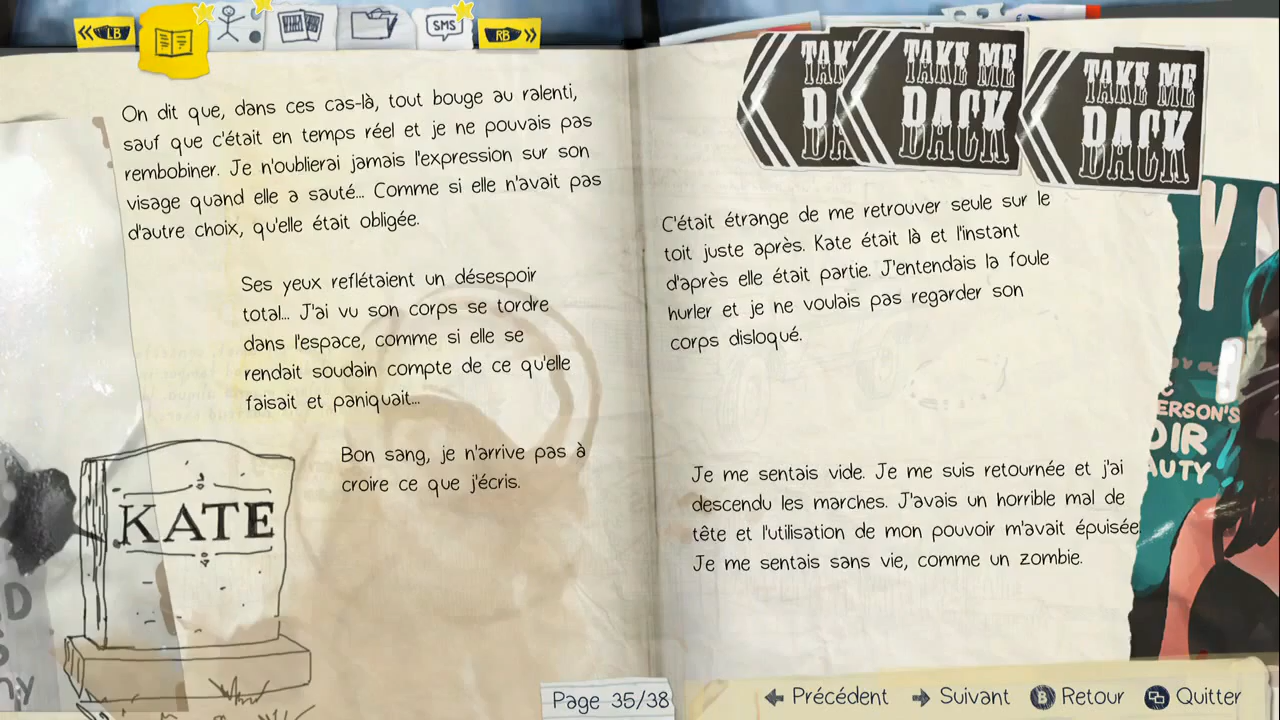 LB
SMS
RB
On dit que, dans ces cas-là, tout bouge au ralenti,
sauf que c'était en temps réel et je ne pouvais pas
rembobiner. Je n'oublierai jamais l'expression sur son
visage quand elle a sauté... Comme si elle n'avait pas
d'autre choix, qu'elle était obligée.
Ses yeux reflétaient un désespoir
total... J'ai vu son corps se tordre
dans l'espace, comme si elle se
rendait soudain compte de ce qu'elle
faisait et paniquait...
Bon sang, je n'arrive pas à
croire ce que j'écris.
KATE
TAKE ME
DACK
TAKE ME
DACK
C'était étrange de me retrouver seule sur le
toit juste après. Kate était là et l'instant
d'après elle était partie. J'entendais la foule
hurler et je ne voulais pas regarder son
corps disloqué.
Je me sentais vide. Je me suis retournée et j'ai
descendu les marches. J'avais un horrible mal de
tête et l'utilisation de mon pouvoir m'avait épuisée.
Je me sentais sans vie, comme un zombie.
ERSON'S
OIR
AUTY
Page 35/38
Précédent
Suivant
B Retour
Quitter